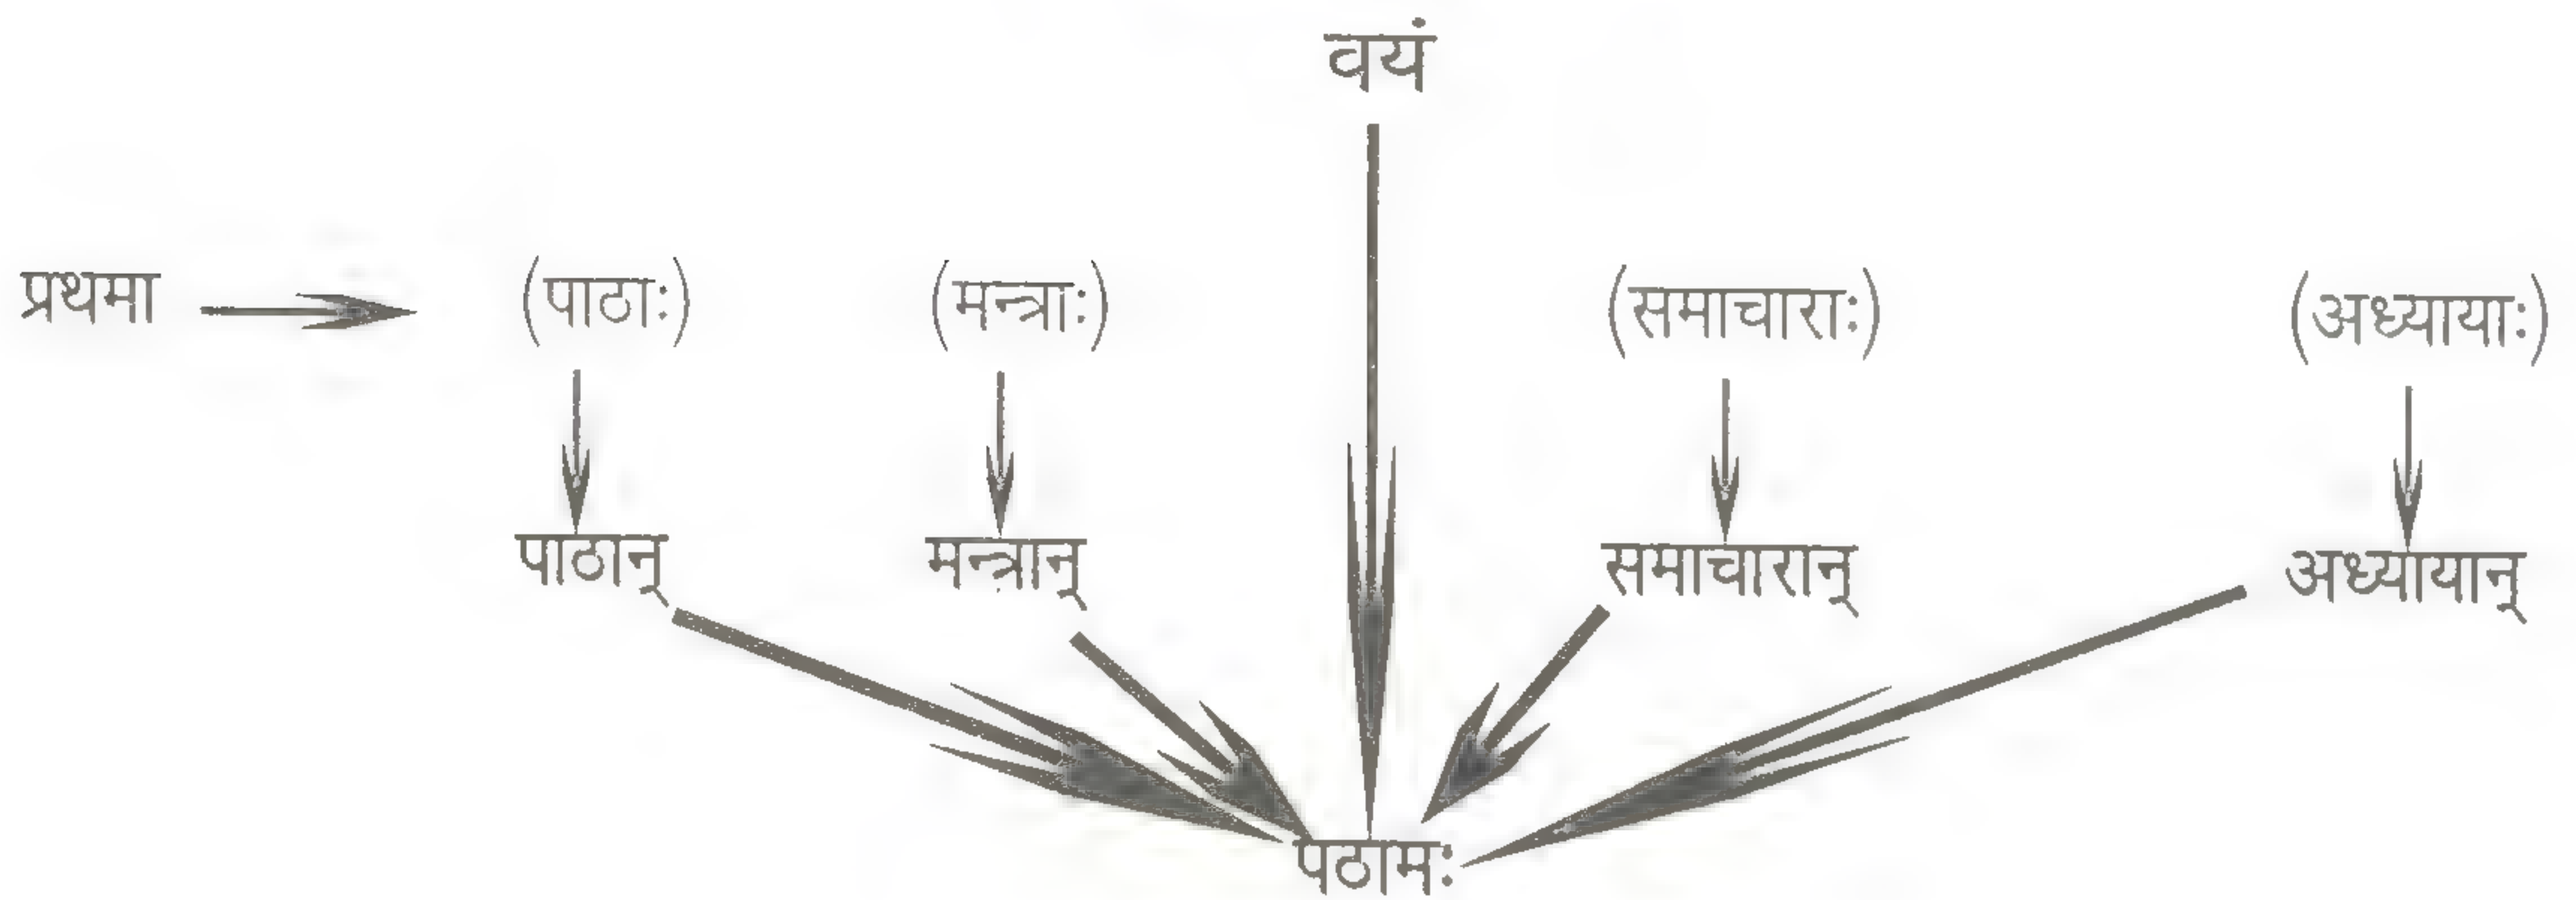 वयं
प्रथमा (पाठाः) (मन्त्राः) (समाचाराः) (अध्यायाः)
पाठान् मन्त्रान् समाचारान् अध्यायान्
पठामः